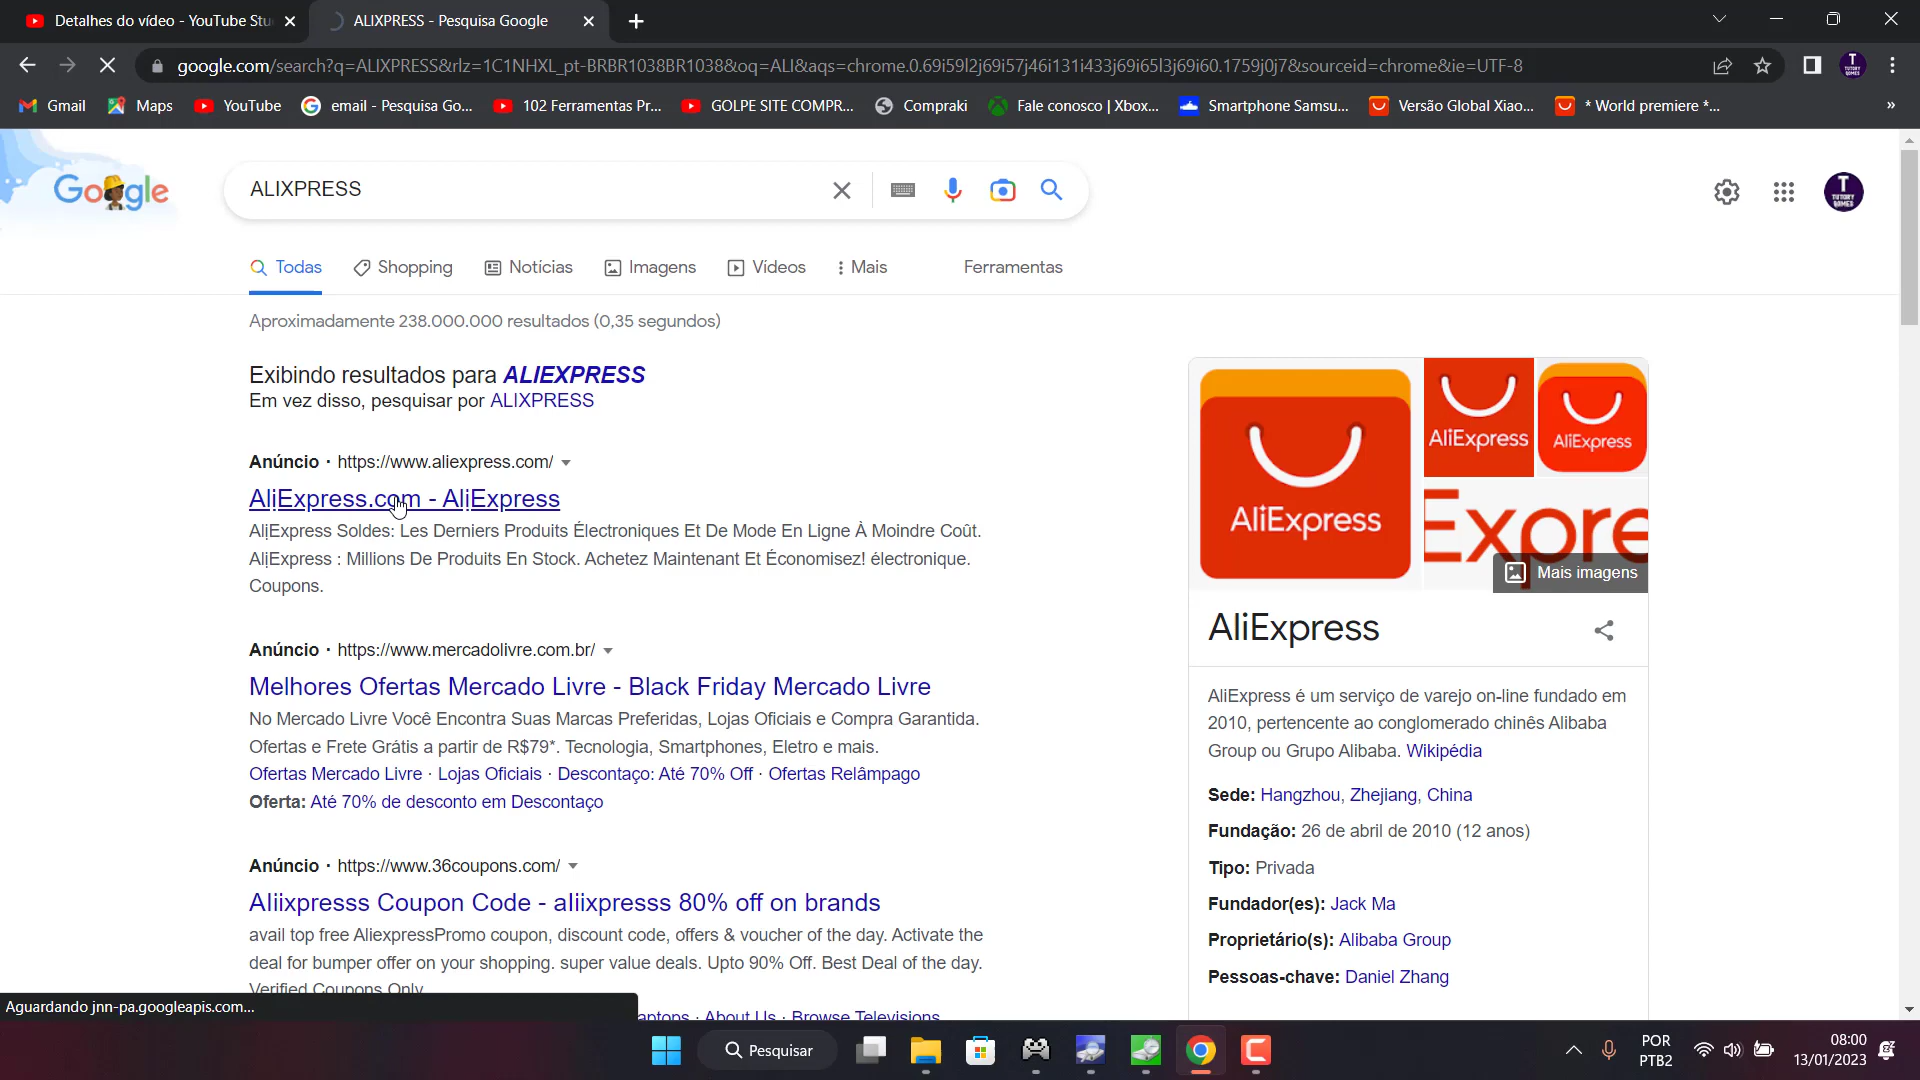 Detalhes do vídeo - YouTube Stu
ALIXPRESS - Pesquisa Google
google.com/search?q=ALIXPRESS&rlz=1C1NHXL_pt-BRBR1038BR1038&oq=ALI&aqs=chrome.0.69i59l2j69i57j46i131i433j69i65l3j69i60.1759j0j7&sourceid=chrome&ie=UTF-8
Gmail
Maps
YouTube
email - Pesquisa Go...
102 Ferramentas Pr...
GOLPE SITE COMPR...
Compraki
Fale conosco | Xbox...
Smartphone Samsu...
Versão Global Xiao...
* World premiere *...
»
Google
ALIXPRESS
T
TUTORY
GAMES
Todas
Shopping
Notícias
Imagens
Vídeos
Mais
Ferramentas
Aproximadamente 238.000.000 resultados (0,35 segundos)
Exibindo resultados para ALIEXPRESS
Em vez disso, pesquisar por ALIXPRESS
Anúncio · https://www.aliexpress.com/
AliExpress.com - AliExpress
AliExpress Soldes: Les Derniers Produits Électroniques Et De Mode En Ligne À Moindre Coût.
AliExpress : Millions De Produits En Stock. Achetez Maintenant Et Économisez! électronique.
Coupons.
Anúncio · https://www.mercadolivre.com.br/
Melhores Ofertas Mercado Livre - Black Friday Mercado Livre
No Mercado Livre Você Encontra Suas Marcas Preferidas, Lojas Oficiais e Compra Garantida.
Ofertas e Frete Grátis a partir de R$79*. Tecnologia, Smartphones, Eletro e mais.
Ofertas Mercado Livre · Lojas Oficiais · Descontaço: Até 70% Off · Ofertas Relâmpago
Oferta: Até 70% de desconto em Descontaço
Anúncio · https://www.36coupons.com/
Aliixpresss Coupon Code - aliixpresss 80% off on brands
avail top free AliexpressPromo coupon, discount code, offers & voucher of the day. Activate the
deal for bumper offer on your shopping. super value deals. Upto 90% Off. Best Deal of the day.
Verified Coupons Only
aptops · About Us · Browse Televisions
AliExpress
AliExpress
AliExpress
Expre
Mais imagens
AliExpress
AliExpress é um serviço de varejo on-line fundado em
2010, pertencente ao conglomerado chinês Alibaba
Group ou Grupo Alibaba. Wikipédia
Sede: Hangzhou, Zhejiang, China
Fundação: 26 de abril de 2010 (12 anos)
Tipo: Privada
Fundador(es): Jack Ma
Proprietário(s): Alibaba Group
Pessoas-chave: Daniel Zhang
Aguardando jnn-pa.googleapis.com...
Pesquisar
POR
PTB2
08:00
13/01/2023